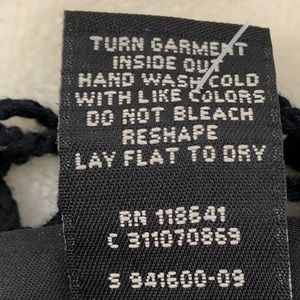 TURN GARMENT
INSIDE OUT
HAND WASH COLD
WITH LIKE COLORS
DO NOT BLEACH
RESHAPE
LAY FLAT TO DRY
RN 118641
C 311070869
S 941600-09